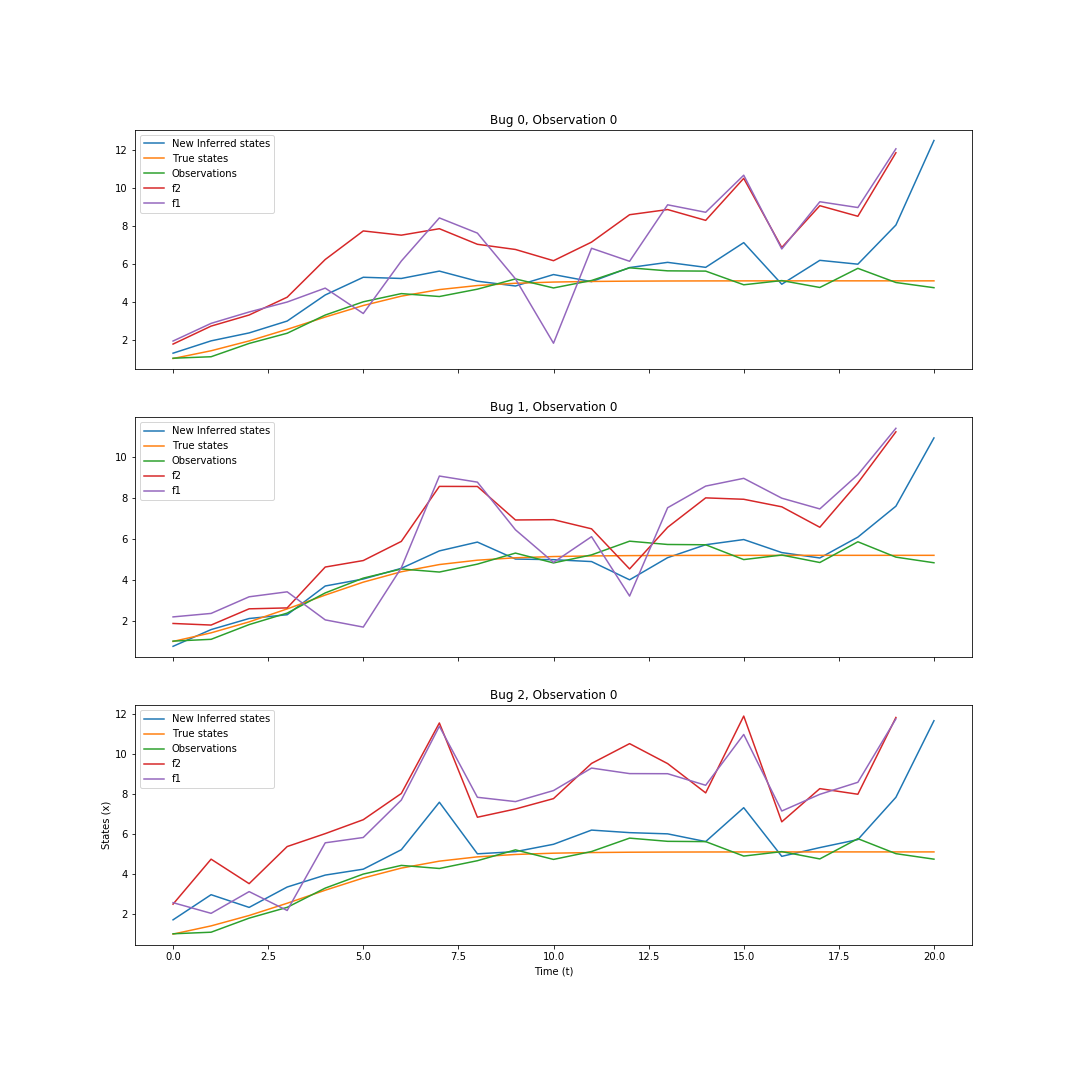 Bug 0, Observation 0
New Inferred states
True states
Observations
f2
f1
12
10
8
6
4
2
Bug 1, Observation 0
New Inferred states
True states
Observations
f2
f1
10
8
6
4
2
Bug 2, Observation 0
New Inferred states
True states
Observations
f2
f1
12
10
8
6
4
2
States (x)
0.0 2.5 5.0 7.5 10.0 12.5 15.0 17.5 20.0
Time (t)